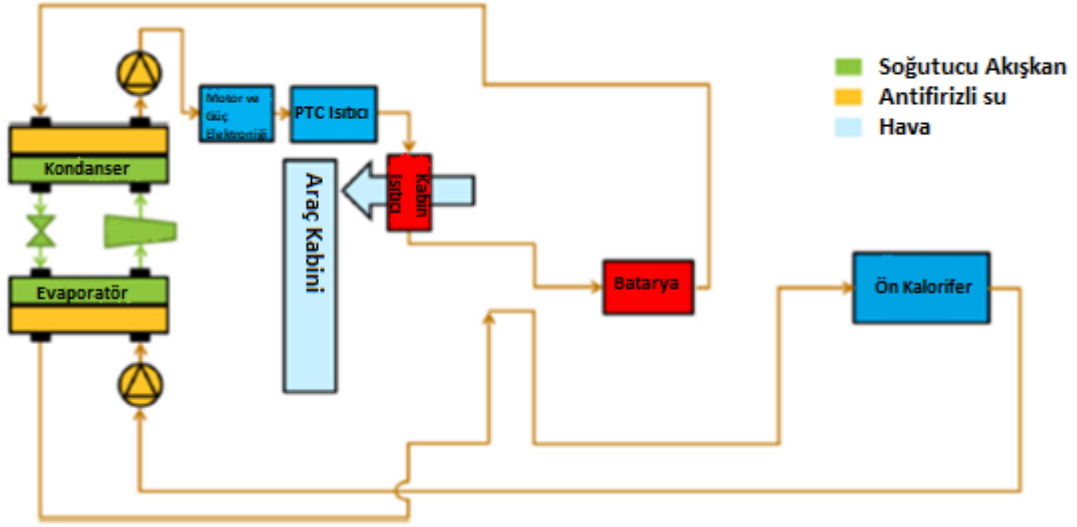 Soğutucu Akışkan
Antifirizli su
Hava
Motor ve
Güç
Elektroniği
PTC Isıtıcı
Kondanser
Kabin
Isıtıcı
Araç Kabini
Evaporatör
Batarya
Ön Kalorifer